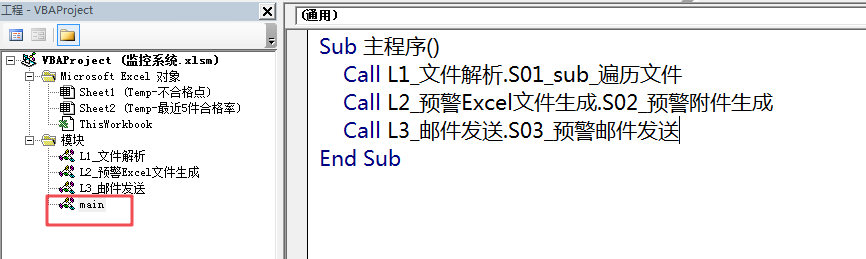 工程 - VBAProject
VBAProject (监控系统.xlsm)
Microsoft Excel 对象
Sheet1 (Temp-不合格点)
Sheet2 (Temp-最近5件合格率)
ThisWorkbook
模块
L1_文件解析
L2_预警Excel文件生成
L3_邮件发送
main
(通用)
Sub 主程序()
Call L1_文件解析.S01_sub_遍历文件
Call L2_预警Excel文件生成.S02_预警附件生成
Call L3_邮件发送.S03_预警邮件发送
End Sub